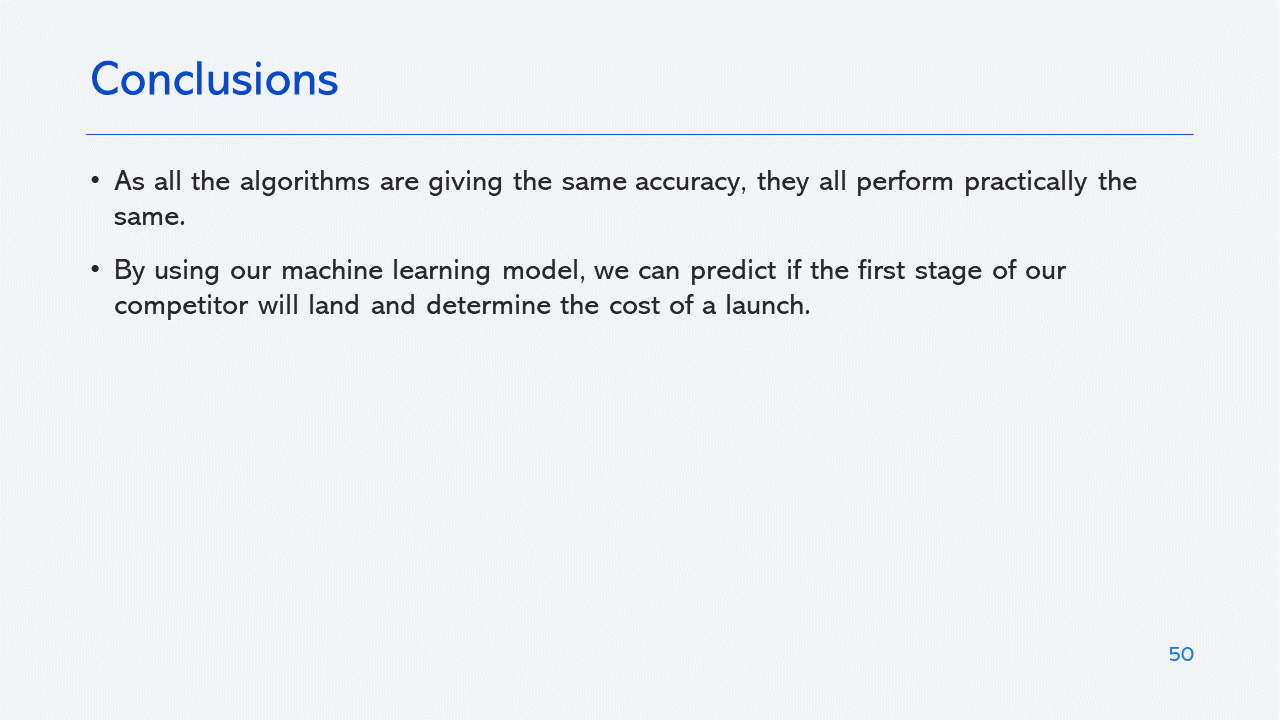 Conclusions
• As all the algorithms are giving the same accuracy, they all perform practically the
same.
• By using our machine learning model, we can predict if the first stage of our
competitor will land and determine the cost of a launch.
50